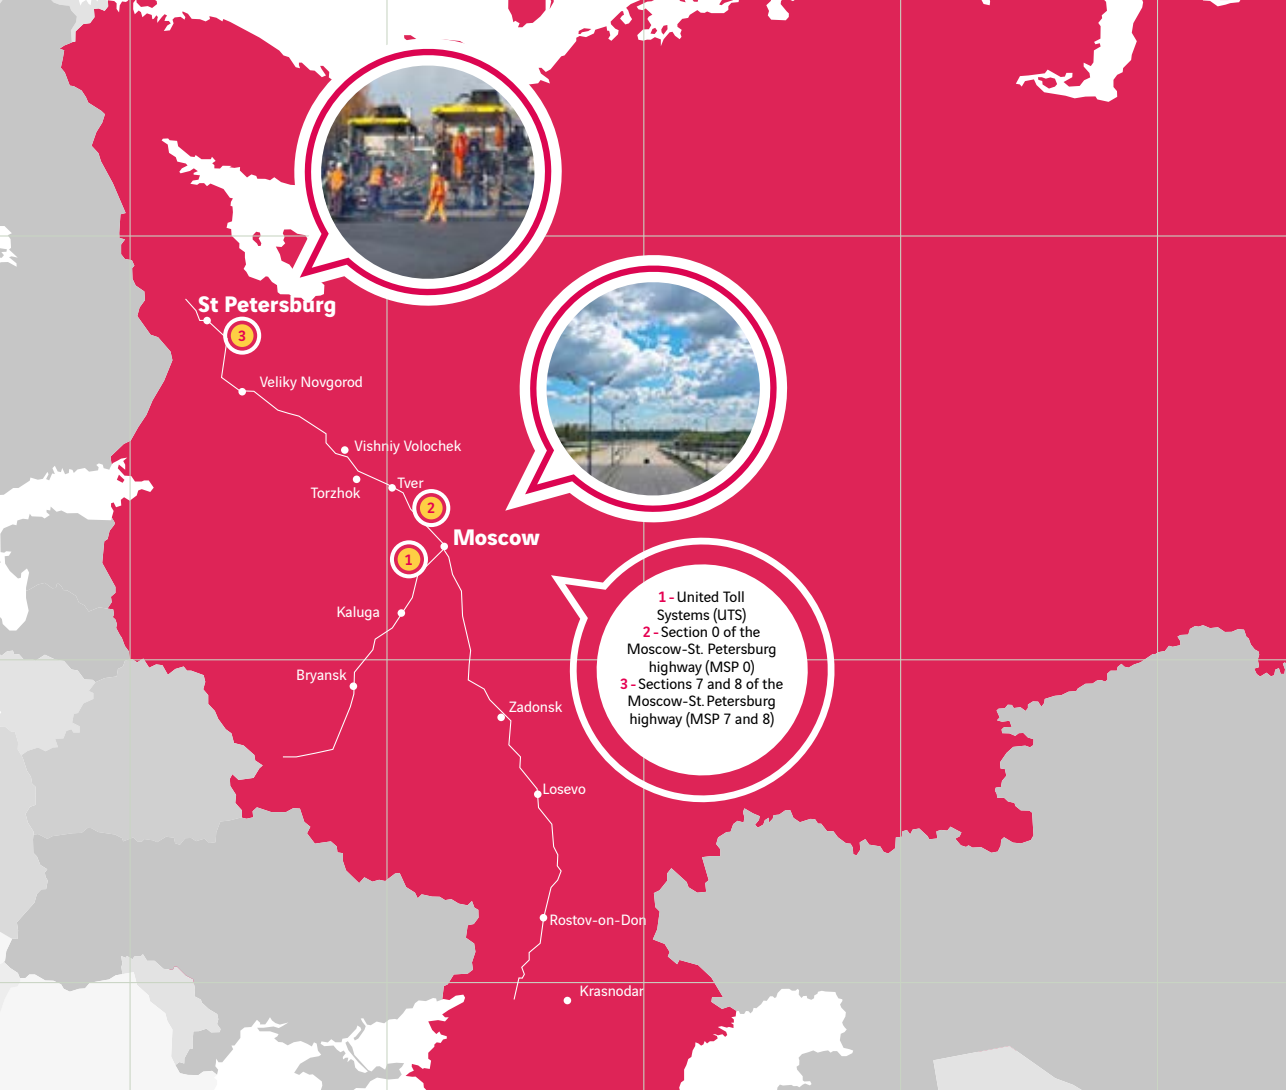 St Petersburg
3
Veliky Novgorod
Vishniy Volochek
Torzhok
Tver
2
Moscow
1
Kaluga
Bryansk
Zadonsk
Losevo
Rostov-on-Don
Krasnodar
1 - United Toll
Systems (UTS)
2 - Section 0 of the
Moscow-St. Petersburg
highway (MSP 0)
3 - Sections 7 and 8 of the
Moscow-St. Petersburg
highway (MSP 7 and 8)